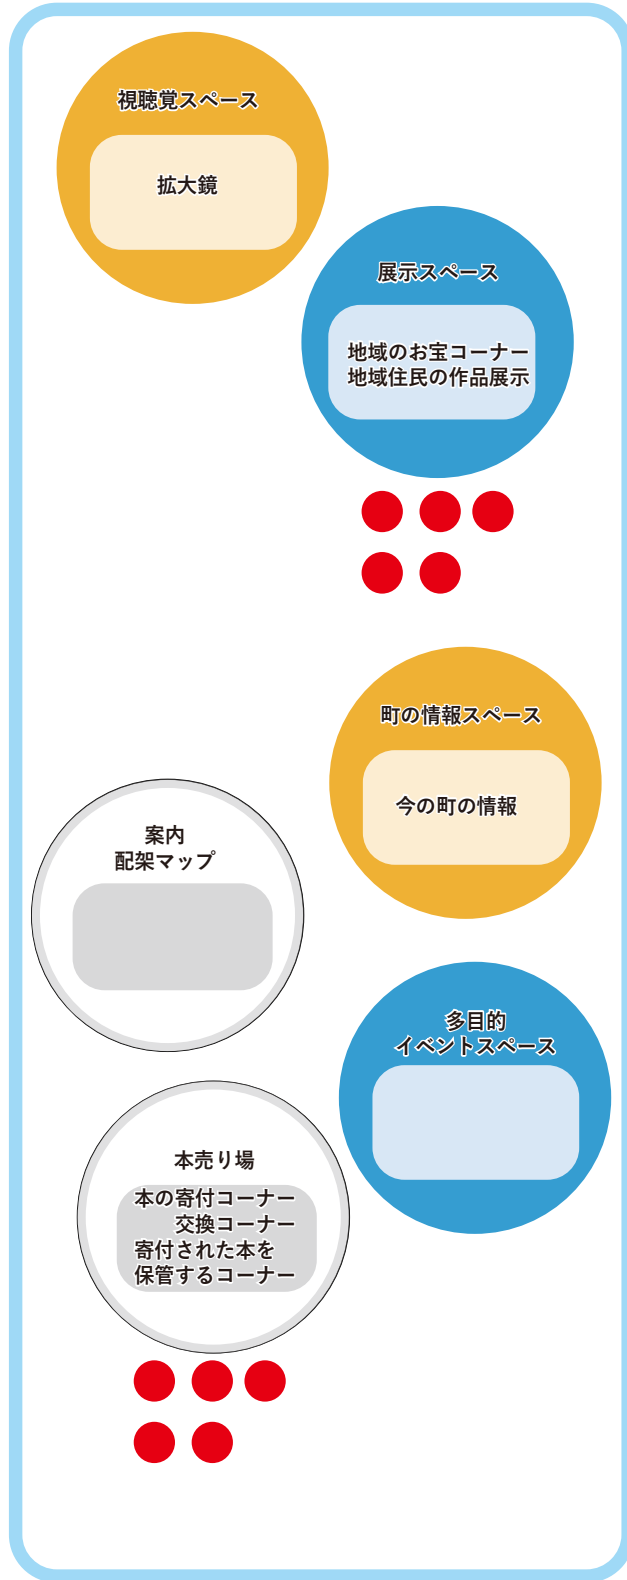 視聴覚スペース
拡大鏡
展示スペース
地域のお宝コーナー
地域住民の作品展示
町の情報スペース
今の町の情報
案内
配架マップ
多目的
イベントスペース
本売り場
本の寄付コーナー
交換コーナー
寄付された本を
保管するコーナー